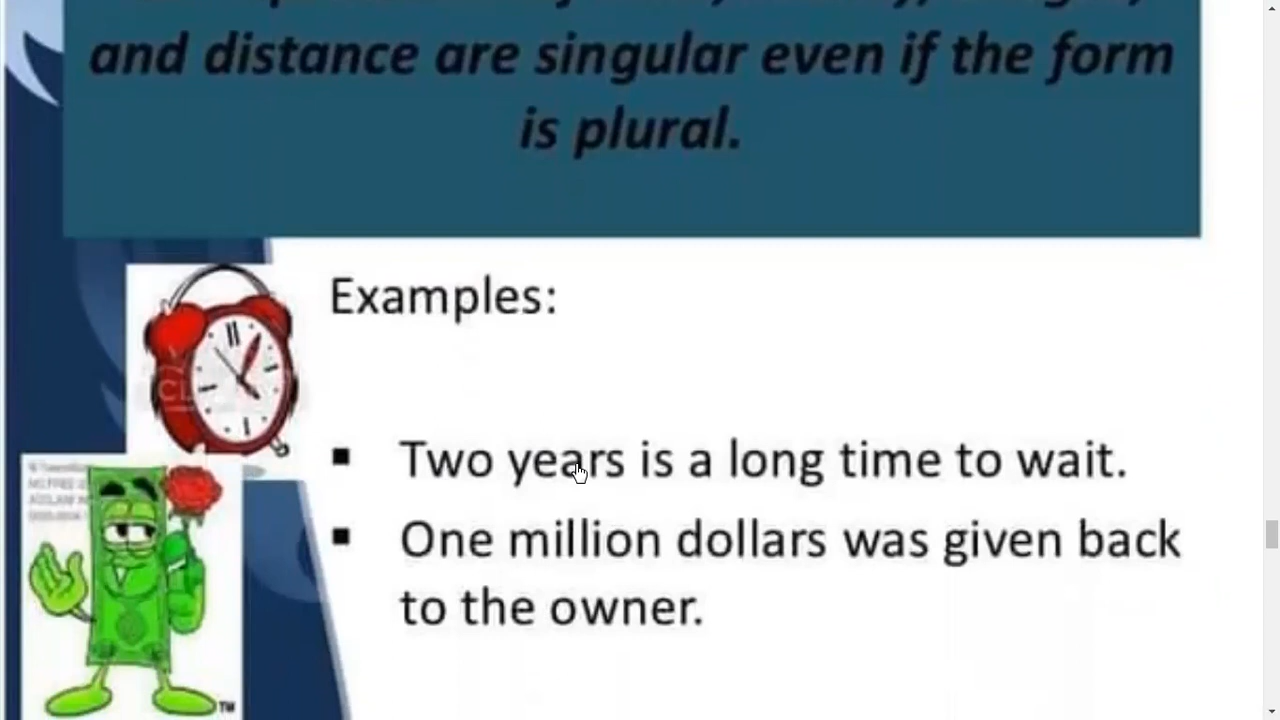 and distance are singular even if the form
is plural.
Examples:
▪ Two years is a long time to wait.
▪ One million dollars was given back
to the owner.
TM